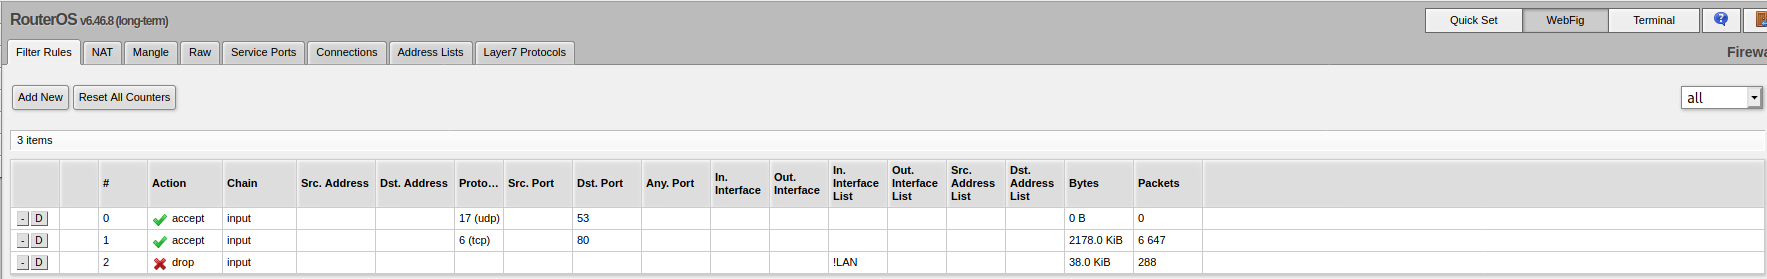 RouterOS v6.46.8 (long-term)
Quick Set WebFig Terminal
Filter Rules NAT Mangle Raw Service Ports Connections Address Lists Layer7 Protocols
Firewa
Add New Reset All Counters
all
3 items
# Action Chain Src. Address Dst. Address Proto... Src. Port Dst. Port Any. Port In. Interface Out. Interface In. Interface List Out. Interface List Src. Address List Dst. Address List Bytes Packets
- D 0 accept input 17 (udp) 53 0 B 0
- D 1 accept input 6 (tcp) 80 2178.0 KiB 6 647
- D 2 drop input !LAN 38.0 KiB 288